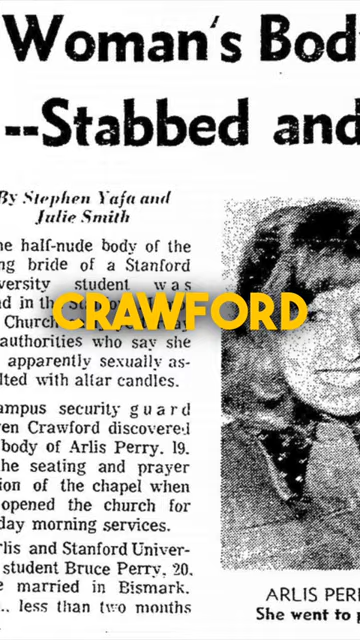 Woman's Bod
--Stabbed and
By Stephen Yafa and
Julie Smith
he half-nude body of the
ng bride of a Stanford
versity student was
d in th
CRAWFORD
Church
authorities who say she
apparently sexually as-
lted with altar candles.
ampus security guard
en Crawford discovered
body of Arlis Perry, 19.
he seating and prayer
ion of the chapel when
opened the church for
day morning services.
rlis and Stanford Univer-
student Bruce Perry, 20.
e married in Bismark.
.. less than two months
ARLIS PER
She went to p